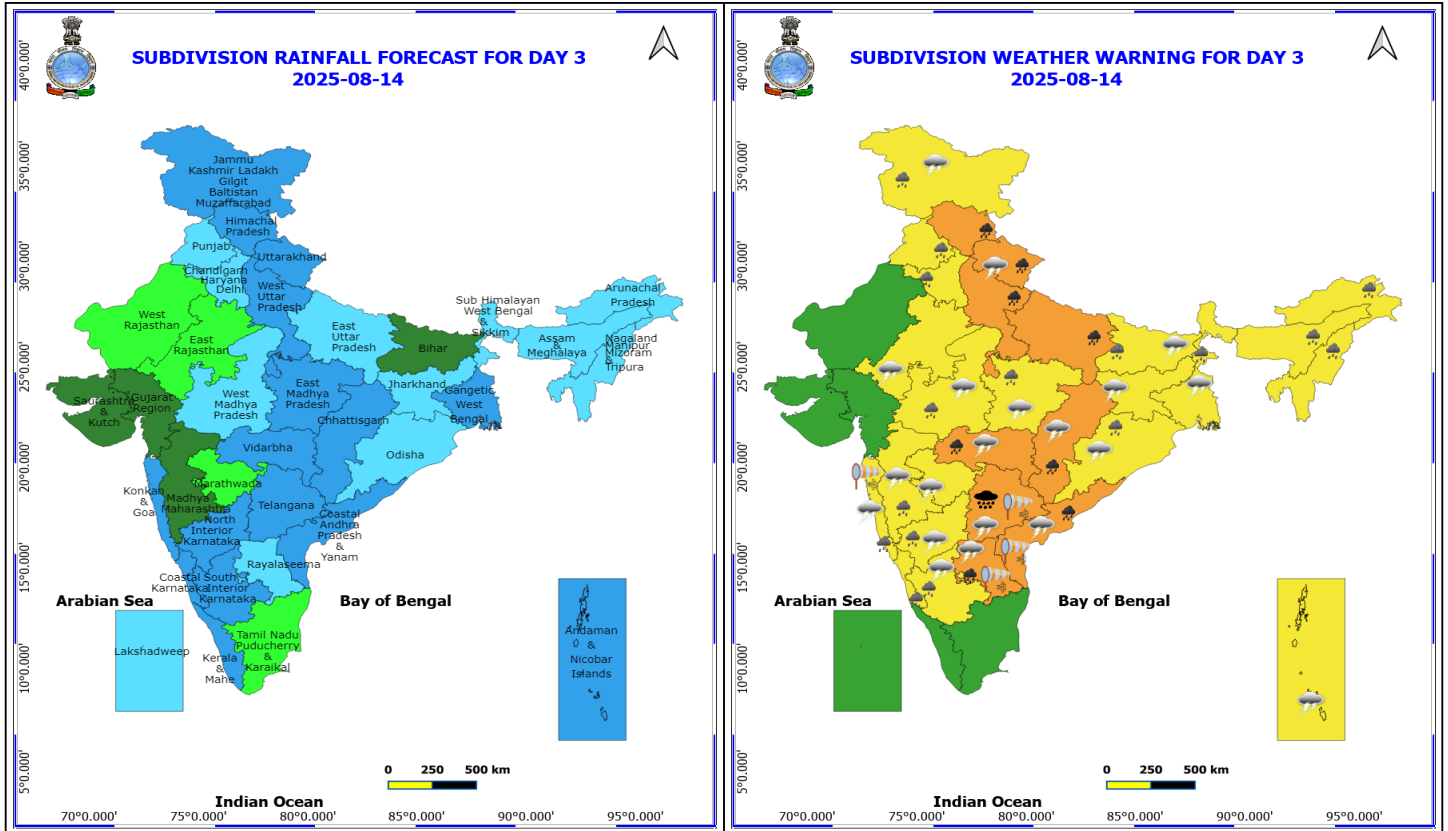 SUBDIVISION RAINFALL FORECAST FOR DAY 3
2025-08-14
40°0.000'
35°0.000'
30°0.000'
25°0.000'
20°0.000'
15°0.000'
10°0.000'
5°0.000'
Jammu
Kashmir Ladakh
Gilgit
Baltistan
Muzaffarabad
Himachal
Pradesh
Punjab
Uttarakhand
Chandigarh
Haryana
Delhi
West
Uttar
Pradesh
West
Rajasthan
East
Rajasthan
East
Uttar
Pradesh
Sub Himalayan
West Bengal
&
Sikkim
Arunachal
Pradesh
Assam
&
Meghalaya
Nagaland
Manipur
Mizoram
&
Tripura
Bihar
Jharkhand
Gangetic
West
Bengal
Saurashtra
&
Kutch
Gujarat
Region
West
Madhya
Pradesh
East
Madhya
Pradesh
Chhattisgarh
Odisha
Vidarbha
Marathwada
Konkan
&
Goa
Madhya
Maharashtra
Telangana
North
Interior
Karnataka
Coastal
Andhra
Pradesh
&
Yanam
Rayalaseema
Coastal
Karnataka
South
Interior
Karnataka
Arabian Sea
Bay of Bengal
Lakshadweep
Tamil Nadu
Puducherry
&
Karaikal
Kerala
&
Mahe
Andaman
&
Nicobar
Islands
0 250 500 km
Indian Ocean
70°0.000' 75°0.000' 80°0.000' 85°0.000' 90°0.000' 95°0.000'
SUBDIVISION WEATHER WARNING FOR DAY 3
2025-08-14
40°0.000'
35°0.000'
30°0.000'
25°0.000'
20°0.000'
15°0.000'
10°0.000'
5°0.000'
Arabian Sea
Bay of Bengal
0 250 500 km
Indian Ocean
70°0.000' 75°0.000' 80°0.000' 85°0.000' 90°0.000' 95°0.000'